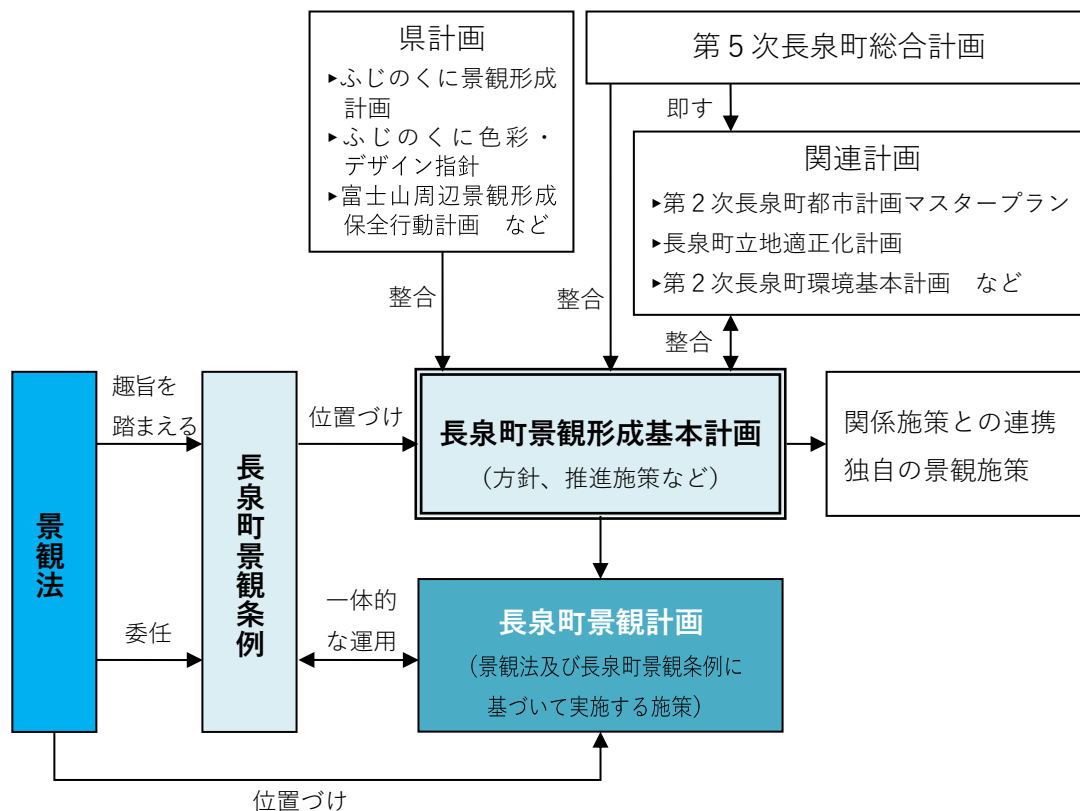 県計画
▸ふじのくに景観形成
計画
▸ふじのくに色彩・
デザイン指針
▸富士山周辺景観形成
保全行動計画　など
第５次長泉町総合計画
即す
関連計画
▸第２次長泉町都市計画マスタープラン
▸長泉町立地適正化計画
▸第２次長泉町環境基本計画　など
整合
整合
整合
景観法
趣旨を
踏まえる
委任
長泉町景観条例
位置づけ
長泉町景観形成基本計画
（方針、推進施策など）
関係施策との連携
独自の景観施策
一体的
な運用
長泉町景観計画
（景観法及び長泉町景観条例に
基づいて実施する施策）
位置づけ